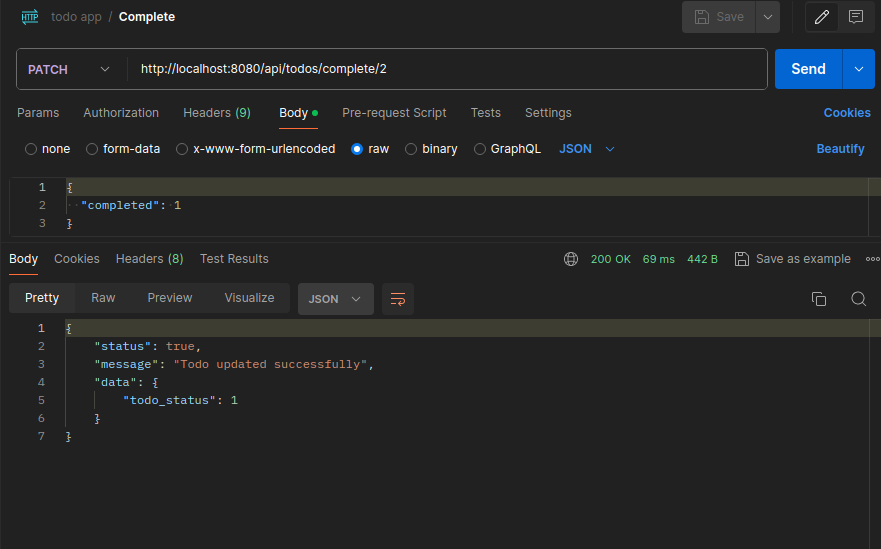 HTTP todo app / Complete Save
PATCH http://localhost:8080/api/todos/complete/2 Send
Params Authorization Headers (9) Body Pre-request Script Tests Settings Cookies
none form-data x-www-form-urlencoded raw binary GraphQL JSON Beautify
1 {
2 "completed": 1
3 }
Body Cookies Headers (8) Test Results 200 OK 69 ms 442 B Save as example
Pretty Raw Preview Visualize JSON
1 {
2 "status": true,
3 "message": "Todo updated successfully",
4 "data": {
5 "todo_status": 1
6 }
7 }